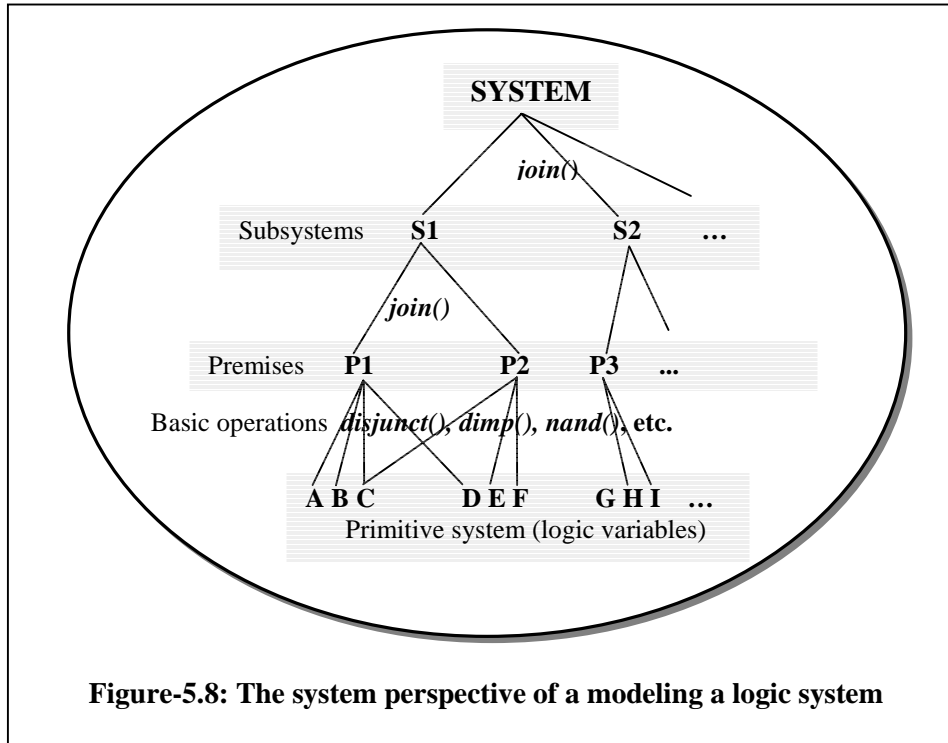 SYSTEM
join()
Subsystems S1 S2 …
join()
Premises P1 P2 P3 ...
Basic operations disjunct(), dimp(), nand(), etc.
A B C D E F G H I …
Primitive system (logic variables)
Figure-5.8: The system perspective of a modeling a logic system